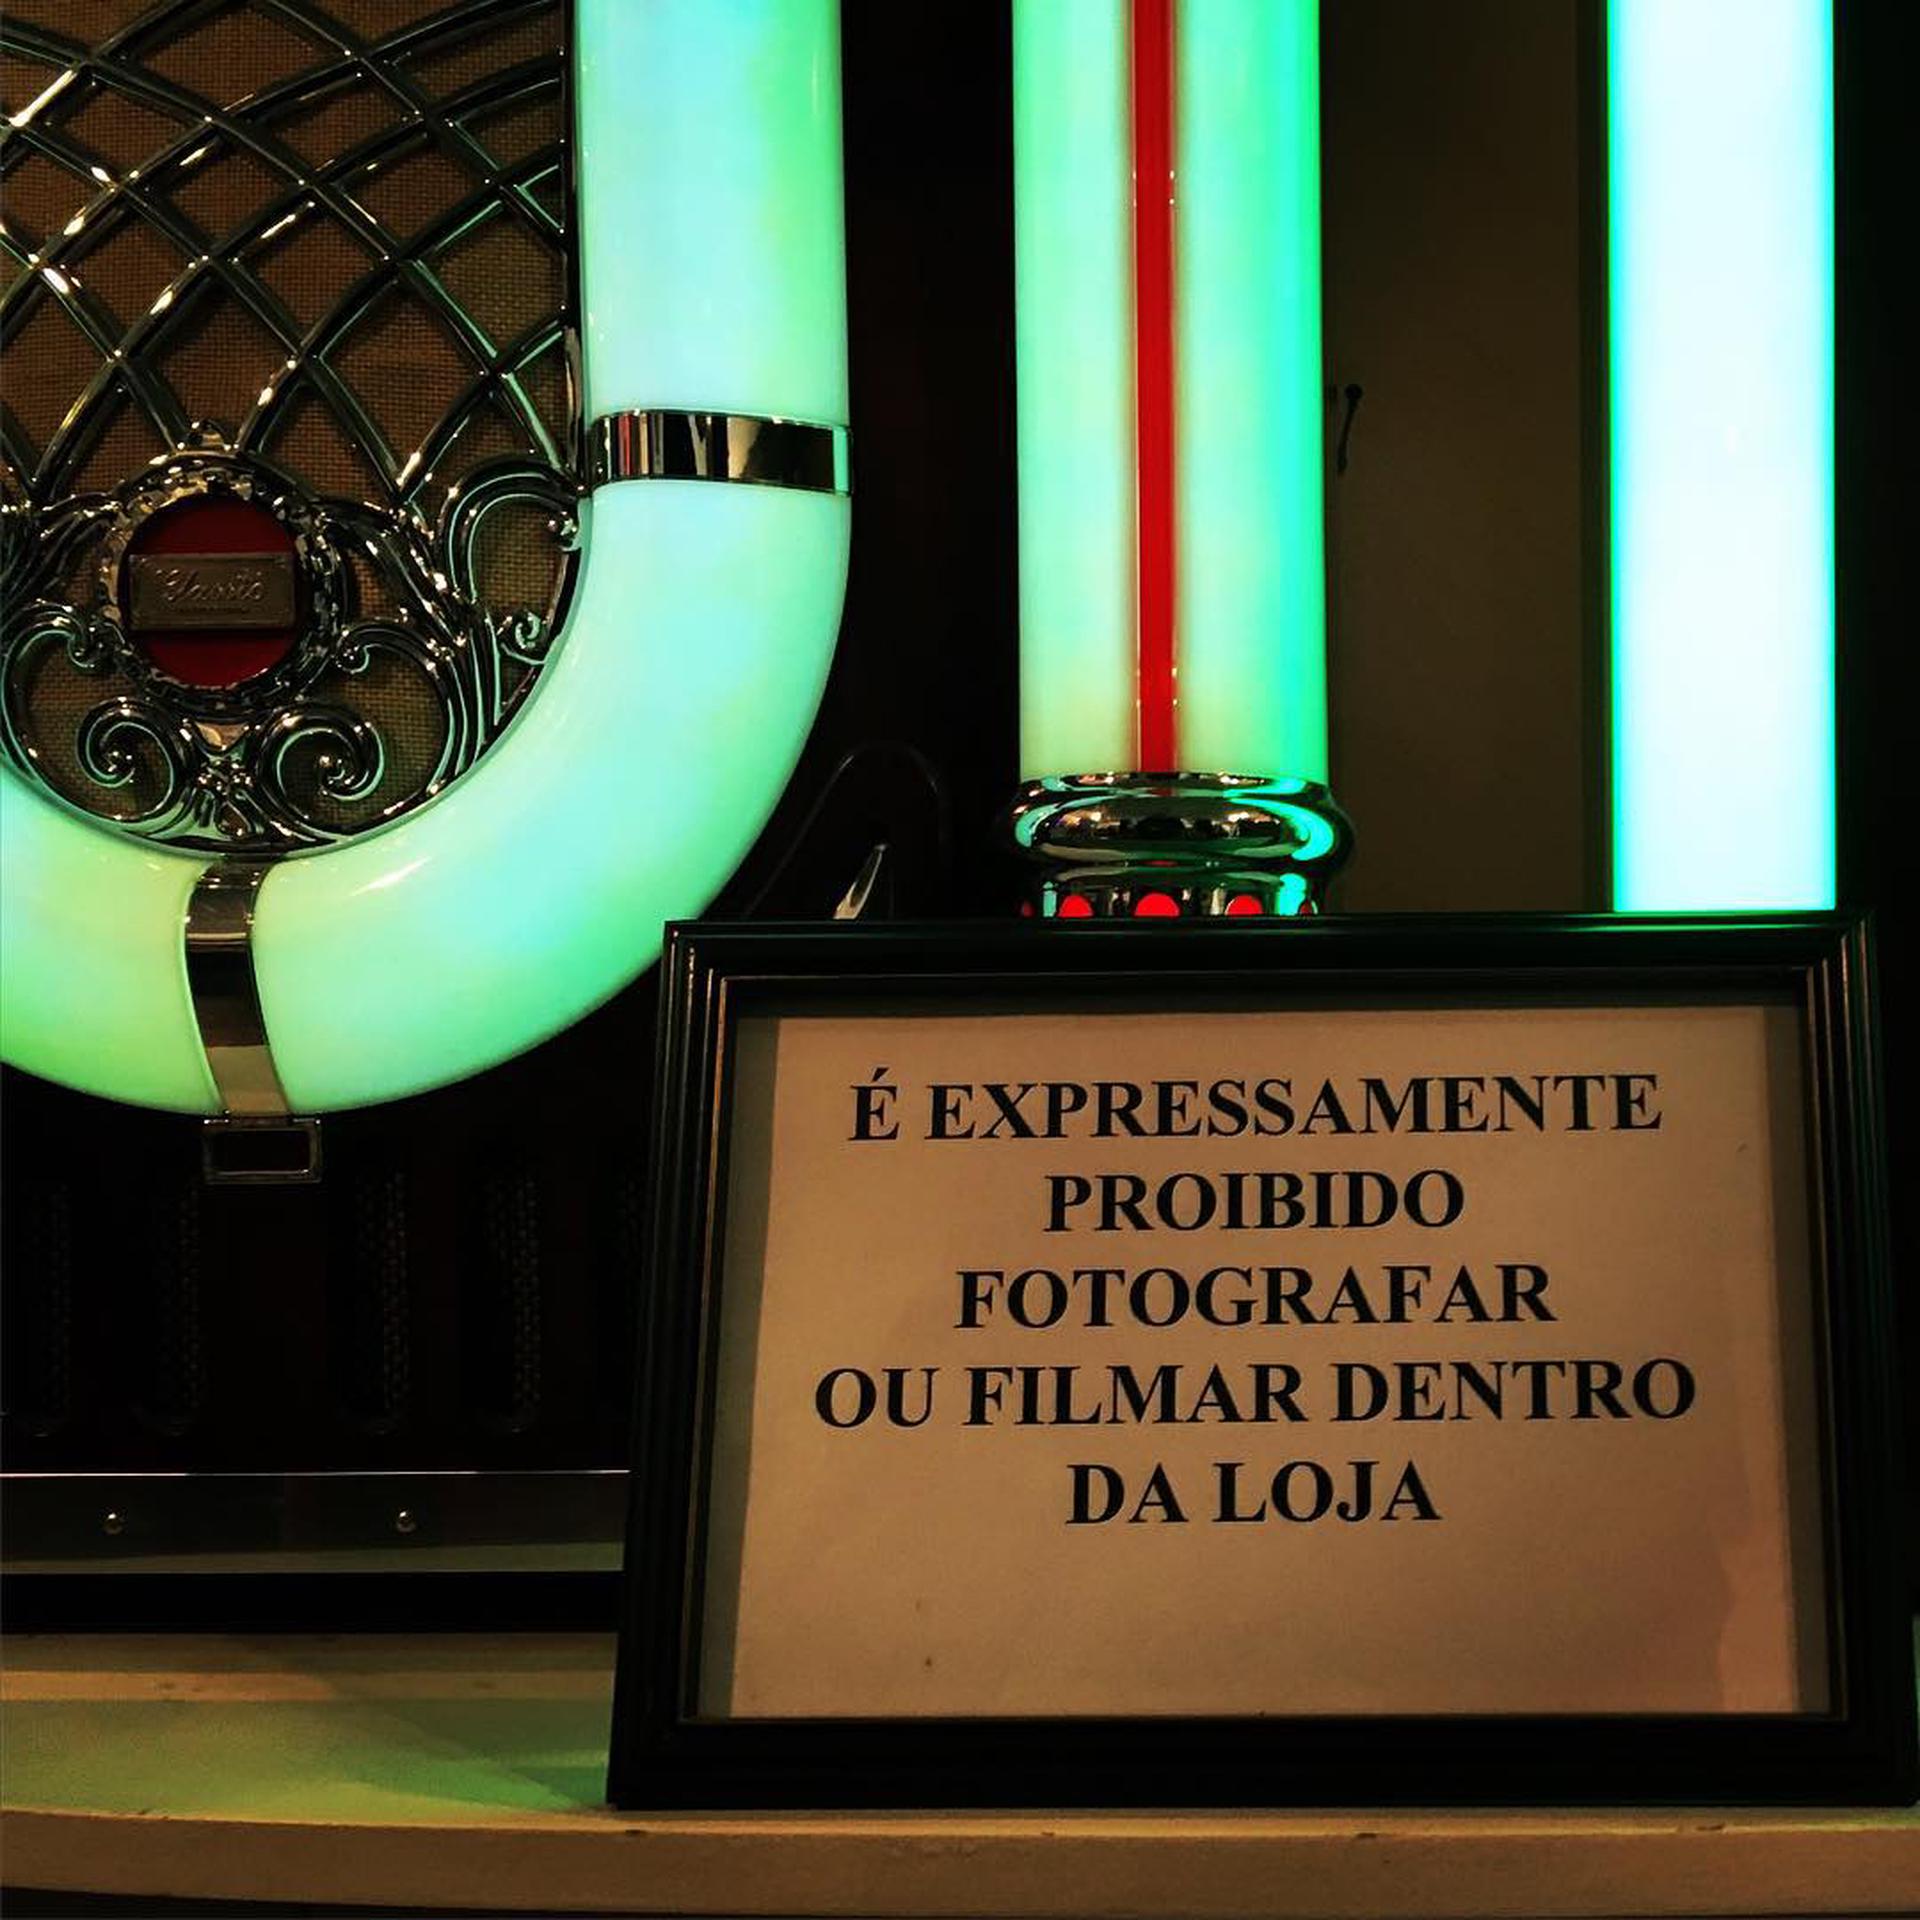 É EXPRESSAMENTE
PROIBIDO
FOTOGRAFAR
OU FILMAR DENTRO
DA LOJA